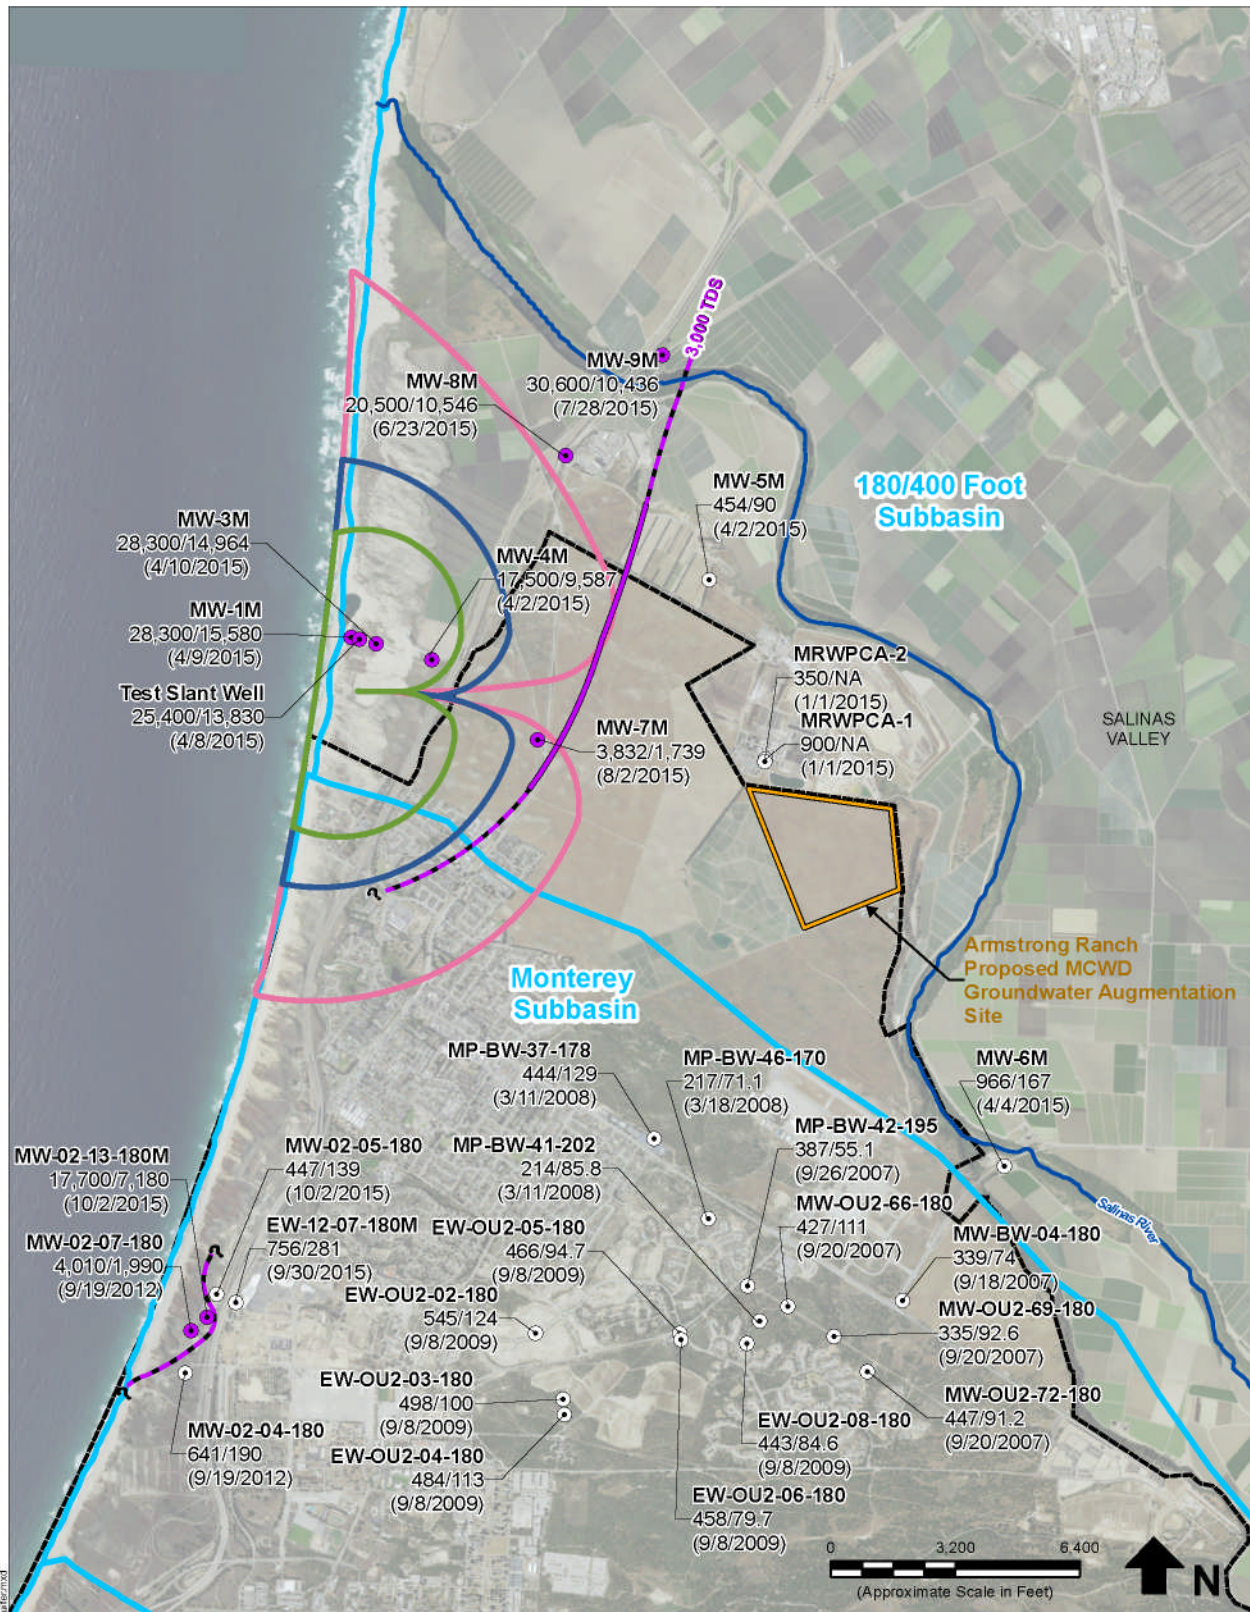 3,000 TDS
MW-9M
30,600/10,436
(7/28/2015)
MW-8M
20,500/10,546
(6/23/2015)
MW-5M
454/90
(4/2/2015)
180/400 Foot
Subbasin
MW-3M
28,300/14,964
(4/10/2015)
MW-4M
17,500/9,587
(4/2/2015)
MW-1M
28,300/15,580
(4/9/2015)
Test Slant Well
25,400/13,830
(4/8/2015)
MRWPCA-2
350/NA
(1/1/2015)
MRWPCA-1
900/NA
(1/1/2015)
SALINAS
VALLEY
MW-7M
3,832/1,739
(8/2/2015)
?
Armstrong Ranch
Proposed MCWD
Groundwater Augmentation
Site
Monterey
Subbasin
MP-BW-37-178
444/129
(3/11/2008)
MP-BW-46-170
217/71.1
(3/18/2008)
MW-6M
966/167
(4/4/2015)
MP-BW-42-195
387/55.1
(9/26/2007)
MW-02-13-180M
17,700/7,180
(10/2/2015)
MW-02-05-180
447/139
(10/2/2015)
MP-BW-41-202
214/85.8
(3/11/2008)
MW-OU2-66-180
427/111
(9/20/2007)
Salinas River
MW-02-07-180
4,010/1,990
(9/19/2012)
EW-12-07-180M
756/281
(9/30/2015)
EW-OU2-05-180
466/94.7
(9/8/2009)
MW-BW-04-180
339/74
(9/18/2007)
?
EW-OU2-02-180
545/124
(9/8/2009)
MW-OU2-69-180
335/92.6
(9/20/2007)
?
EW-OU2-03-180
498/100
(9/8/2009)
MW-OU2-72-180
447/91.2
(9/20/2007)
MW-02-04-180
641/190
(9/19/2012)
EW-OU2-04-180
484/113
(9/8/2009)
EW-OU2-08-180
443/84.6
(9/8/2009)
EW-OU2-06-180
458/79.7
(9/8/2009)
0 3,200 6,400
(Approximate Scale in Feet)
N